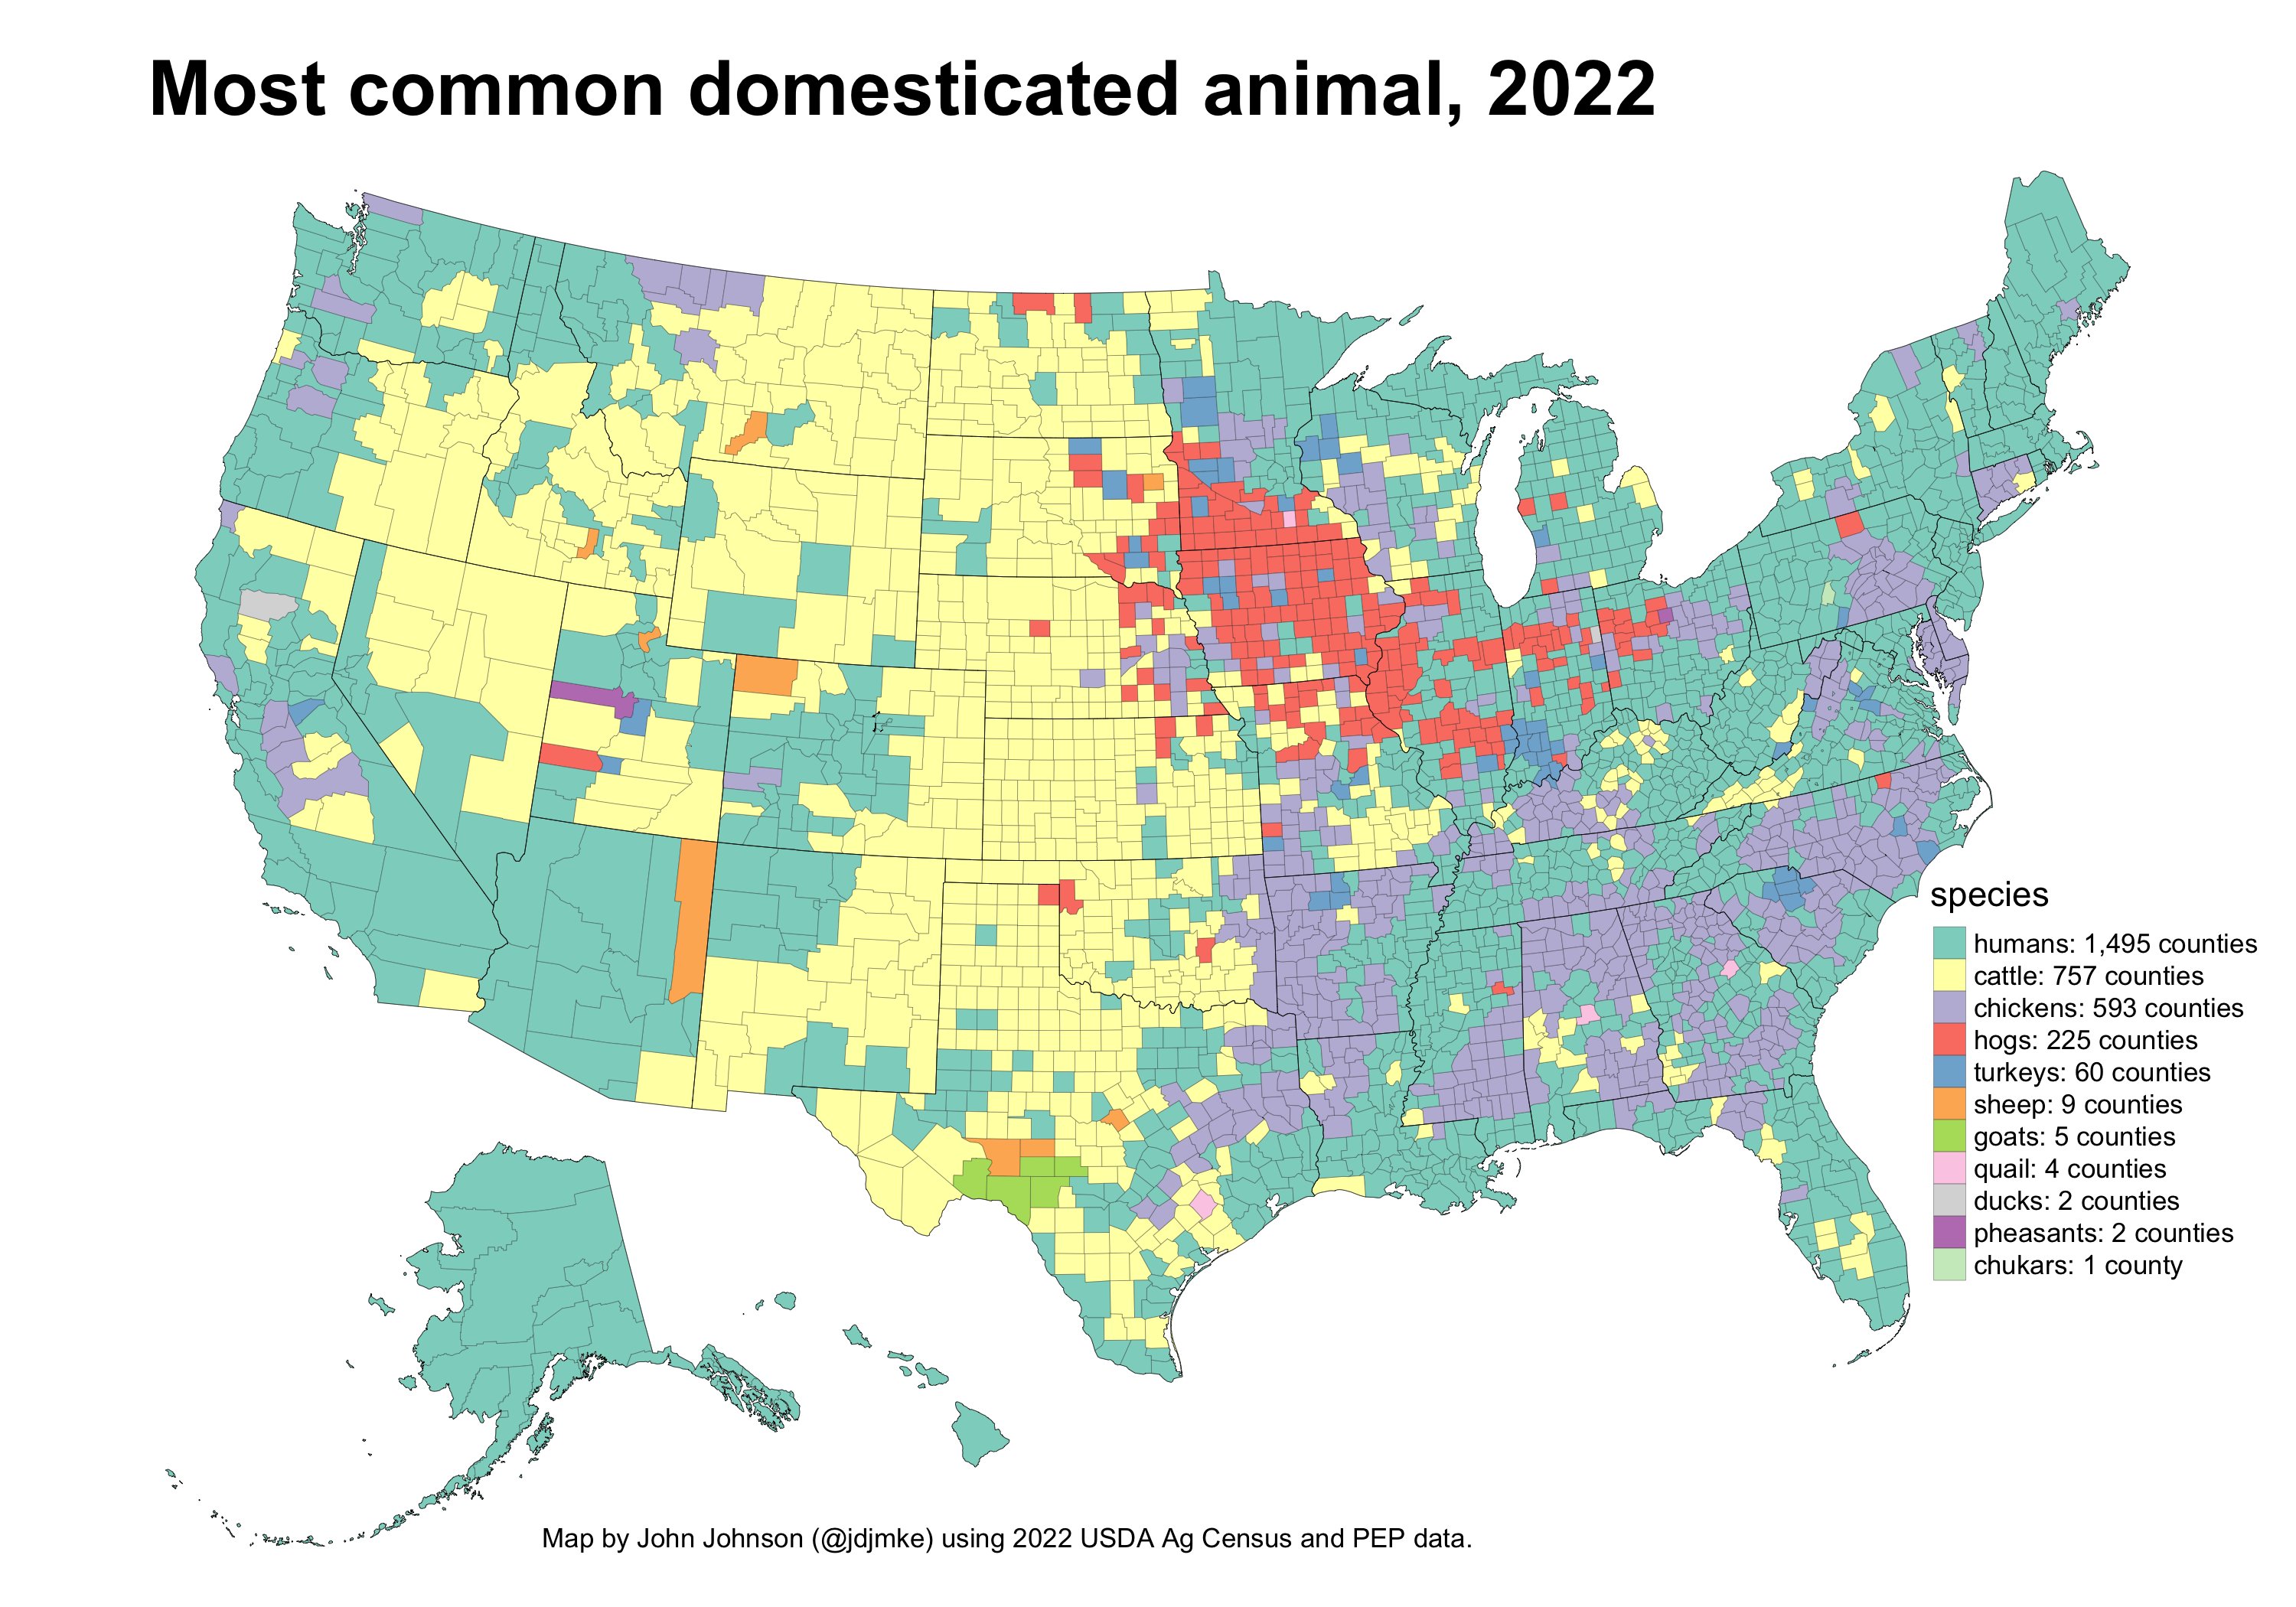 Most common domesticated animal, 2022
species
humans: 1,495 counties
cattle: 757 counties
chickens: 593 counties
hogs: 225 counties
turkeys: 60 counties
sheep: 9 counties
goats: 5 counties
quail: 4 counties
ducks: 2 counties
pheasants: 2 counties
chukars: 1 county
Map by John Johnson (@jdjmke) using 2022 USDA Ag Census and PEP data.